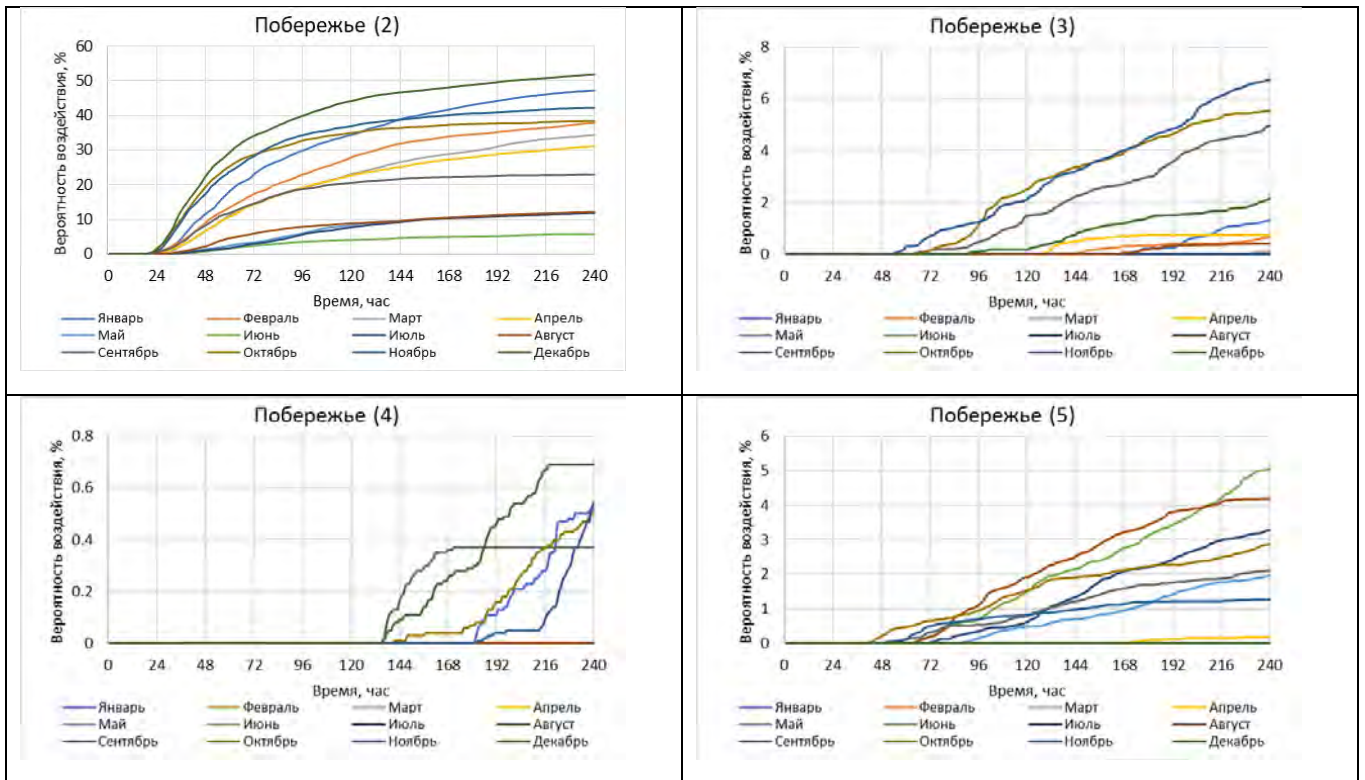 Побережье (2)
Вероятность воздействия, %
60
50
40
30
20
10
0
0 24 48 72 96 120 144 168 192 216 240
Время, час
Январь Февраль Март Апрель
Май Июнь Июль Август
Сентябрь Октябрь Ноябрь Декабрь
Побережье (3)
Вероятность воздействия, %
8
6
4
2
0
0 24 48 72 96 120 144 168 192 216 240
Время, час
Январь Февраль Март Апрель
Май Июнь Июль Август
Сентябрь Октябрь Ноябрь Декабрь
Побережье (4)
Вероятность воздействия, %
0.8
0.6
0.4
0.2
0
0 24 48 72 96 120 144 168 192 216 240
Время, час
Январь Февраль Март Апрель
Май Июнь Июль Август
Сентябрь Октябрь Ноябрь Декабрь
Побережье (5)
Вероятность воздействия, %
6
5
4
3
2
1
0
0 24 48 72 96 120 144 168 192 216 240
Время, час
Январь Февраль Март Апрель
Май Июнь Июль Август
Сентябрь Октябрь Ноябрь Декабрь